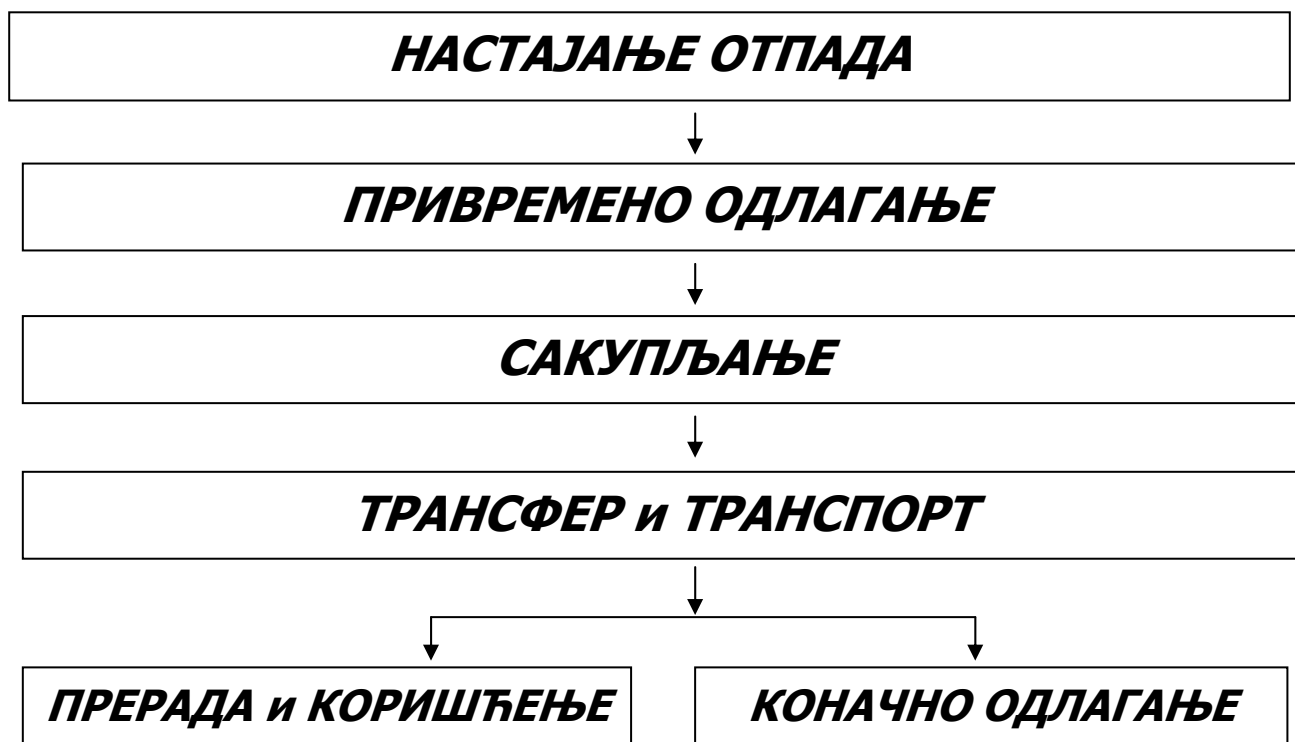 НАСТАЈАЊЕ ОТПАДА
ПРИВРЕМЕНО ОДЛАГАЊЕ
САКУПЉАЊЕ
ТРАНСФЕР и ТРАНСПОРТ
ПРЕРАДА и КОРИШЋЕЊЕ
КОНАЧНО ОДЛАГАЊЕ